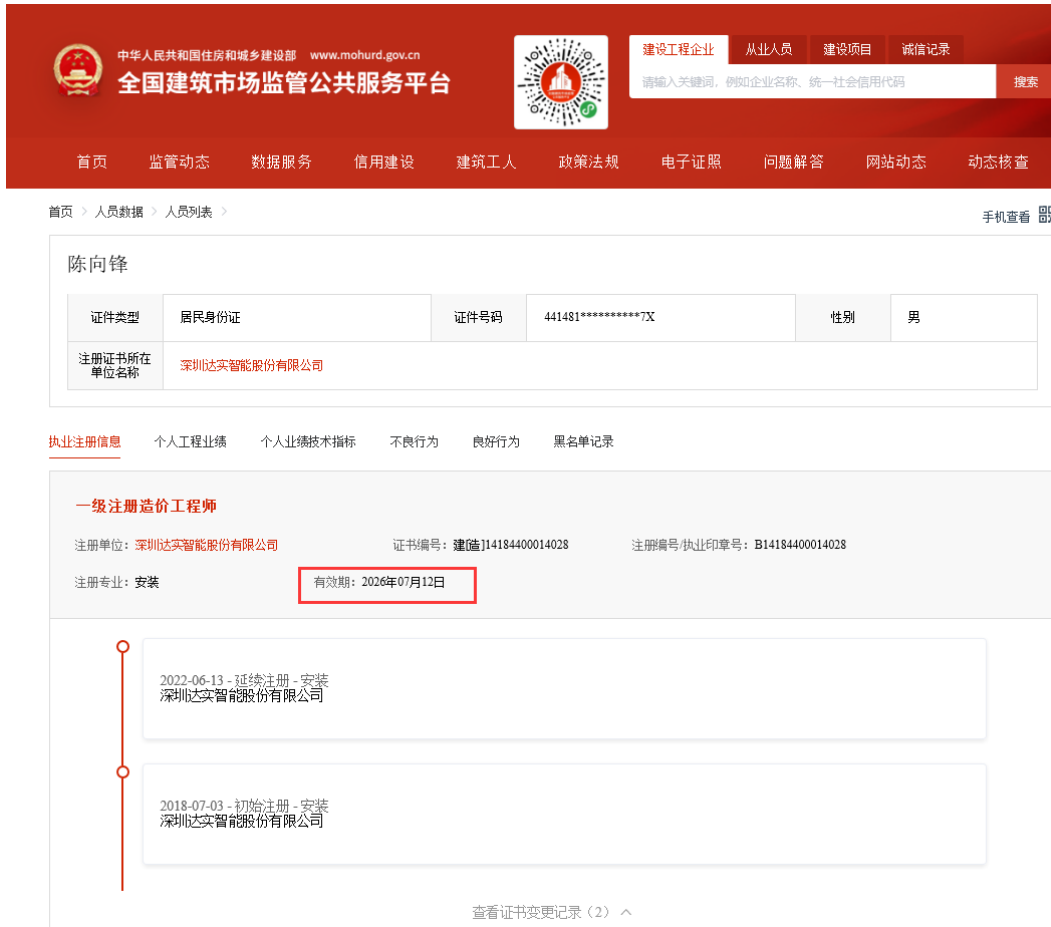 中华人民共和国住房和城乡建设部 www.mohurd.gov.cn
全国建筑市场监管公共服务平台
建设工程企业 从业人员 建设项目 诚信记录
请输入关键词，例如企业名称、统一社会信用代码 搜索
首页 监管动态 数据服务 信用建设 建筑工人 政策法规 电子证照 问题解答 网站动态 动态核查
首页 > 人员数据 > 人员列表 >
手机查看
陈向锋
证件类型 居民身份证 证件号码 441481**********7X 性别 男
注册证书所在
单位名称
深圳达实智能股份有限公司
执业注册信息 个人工程业绩 个人业绩技术指标 不良行为 良好行为 黑名单记录
一级注册造价工程师
注册单位：深圳达实智能股份有限公司 证书编号：建[造]14184400014028 注册编号/执业印章号：B14184400014028
注册专业：安装 有效期：2026年07月12日
2022-06-13 - 延续注册 - 安装
深圳达实智能股份有限公司
2018-07-03 - 初始注册 - 安装
深圳达实智能股份有限公司
查看证书变更记录（2）